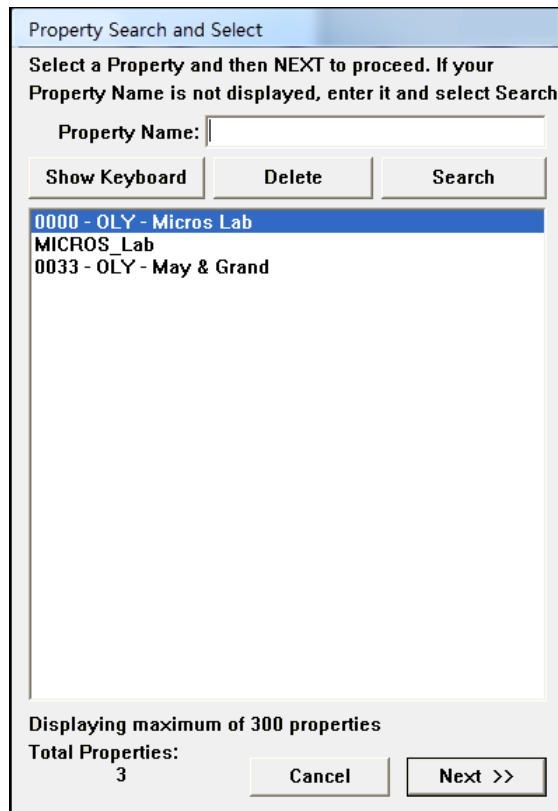 Property Search and Select
Select a Property and then NEXT to proceed. If your
Property Name is not displayed, enter it and select Search
Property Name:
Show Keyboard
Delete
Search
0000 - OLY - Micros Lab
MICROS_Lab
0033 - OLY - May & Grand
Displaying maximum of 300 properties
Total Properties:
3
Cancel
Next >>